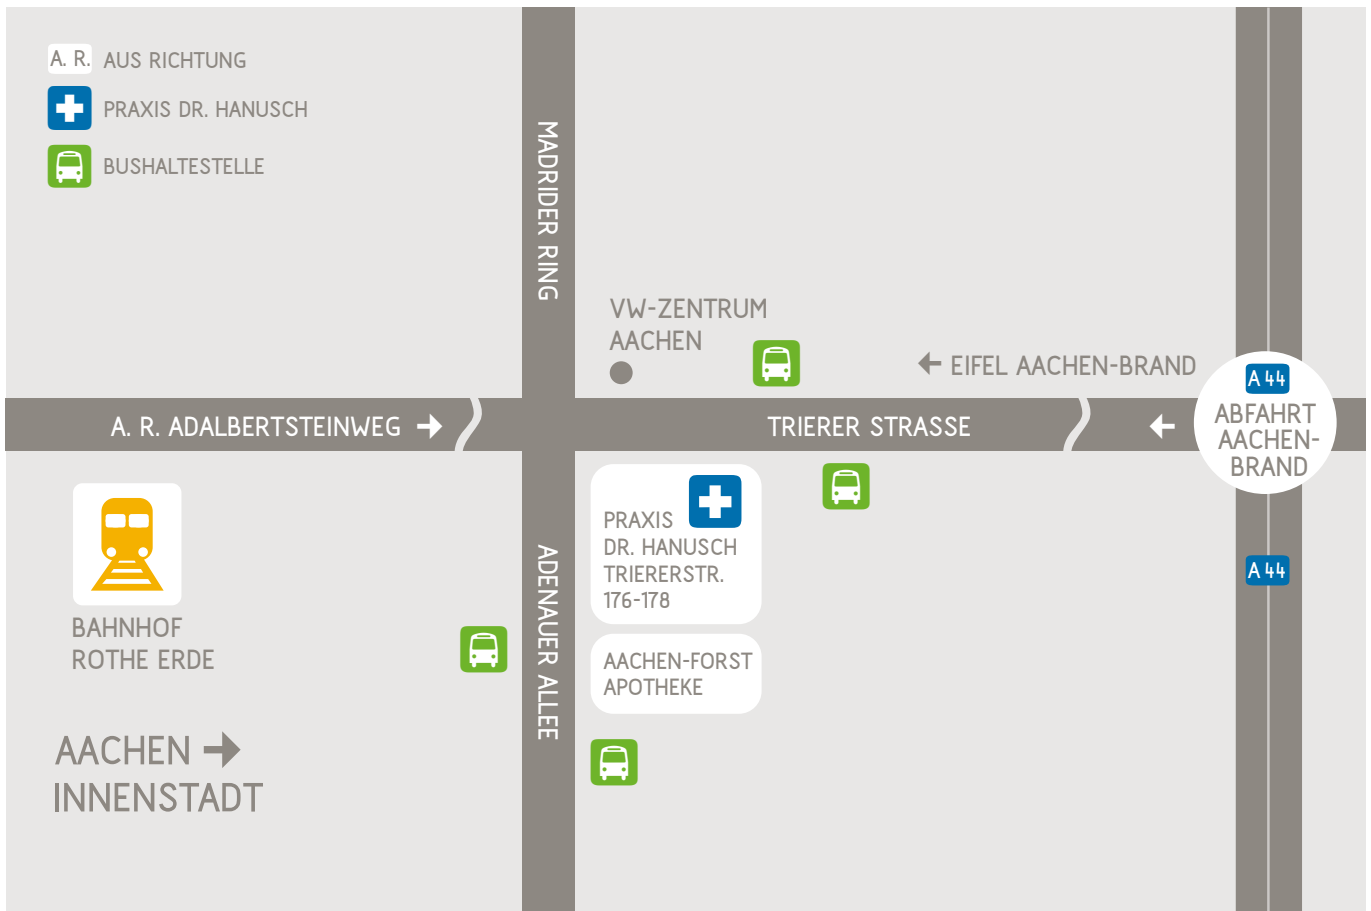 A. R. AUS RICHTUNG
PRAXIS DR. HANUSCH
BUSHALTESTELLE
MADRIDER RING
VW-ZENTRUM
AACHEN
EIFEL AACHEN-BRAND
A 44
ABFAHRT
AACHEN-
BRAND
A. R. ADALBERTSTEINWEG
TRIERER STRASSE
PRAXIS
DR. HANUSCH
TRIERERSTR.
176-178
A 44
ADENAUER ALLEE
BAHNHOF
ROTHE ERDE
AACHEN-FORST
APOTHEKE
AACHEN
INNENSTADT